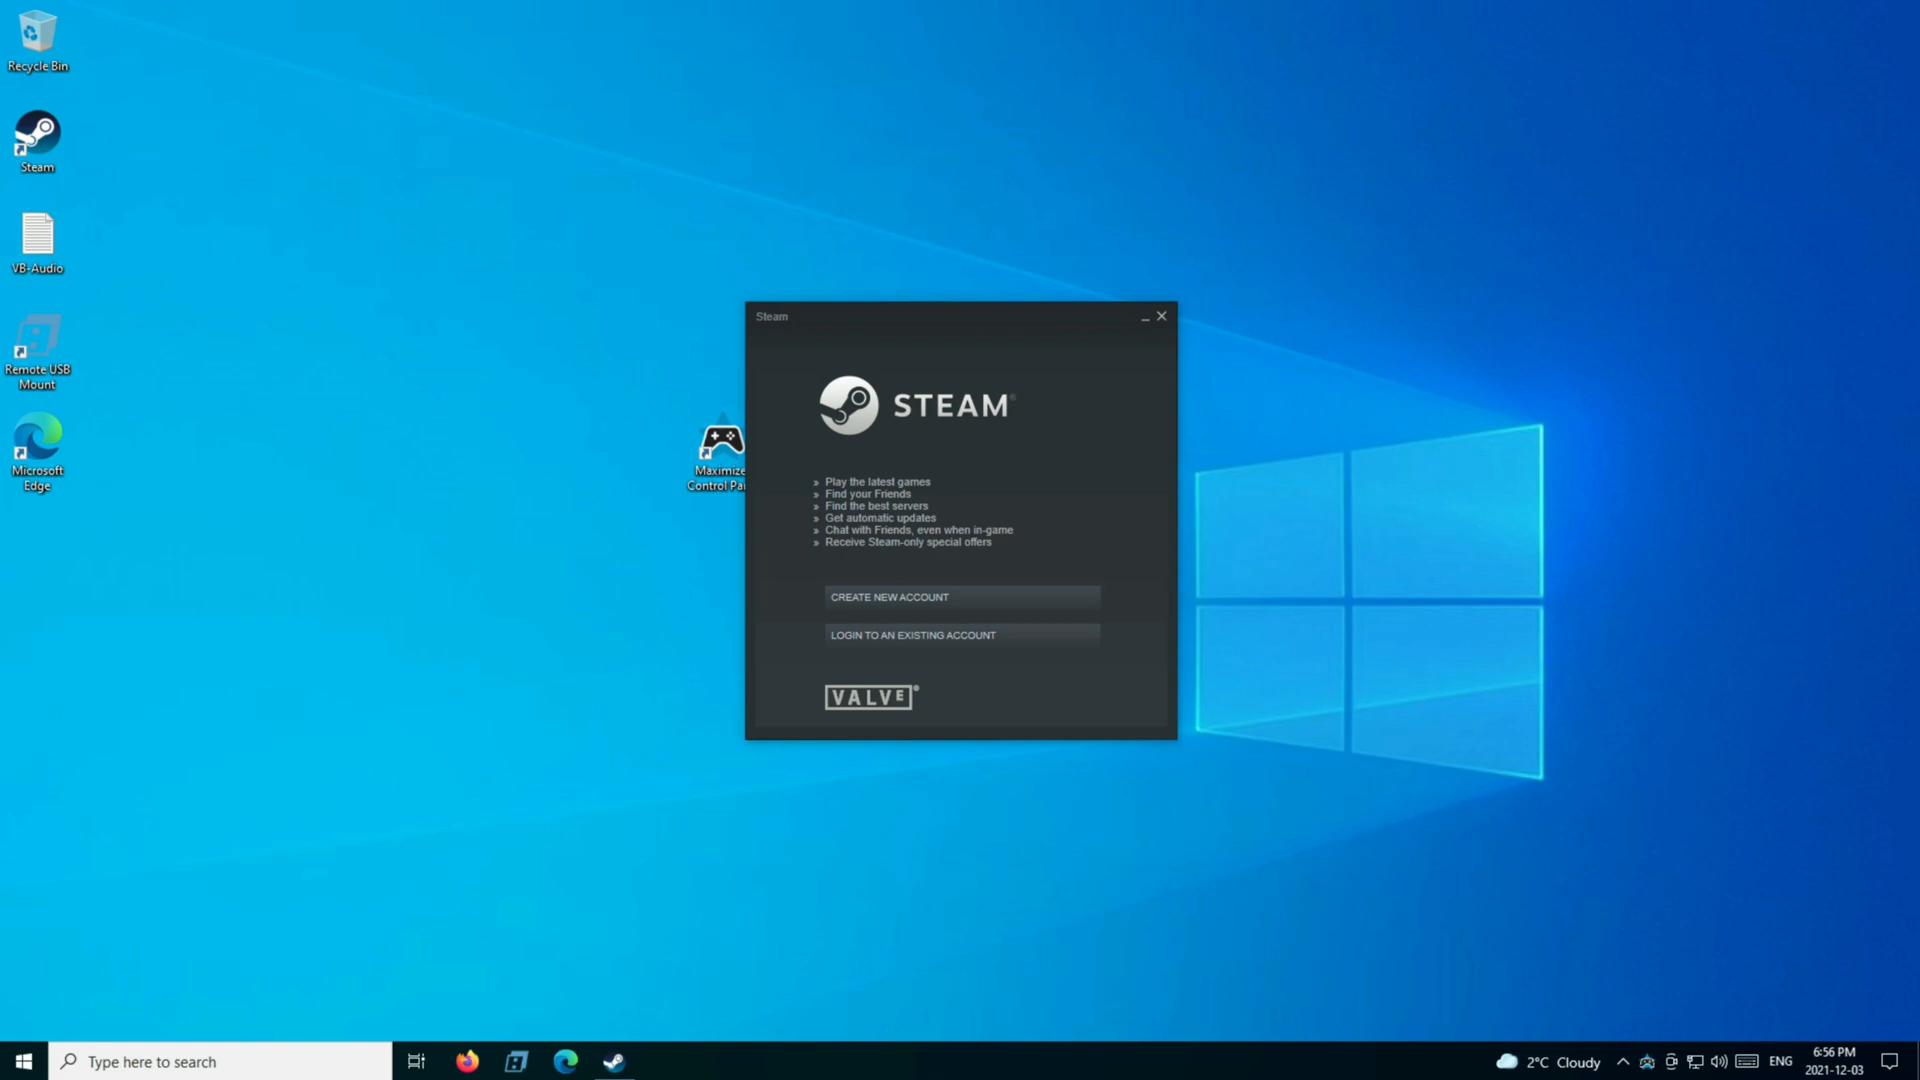 Recycle Bin
Steam
VB-Audio
Remote USB
Mount
Microsoft
Edge
Maximize
Control
Steam
STEAM®
» Play the latest games
» Find your Friends
» Find the best servers
» Get automatic updates
» Chat with Friends, even when in-game
» Receive Steam-only special offers
CREATE NEW ACCOUNT
LOGIN TO AN EXISTING ACCOUNT
VALVE®
Type here to search
2°C Cloudy
ENG
6:56 PM
2021-12-03